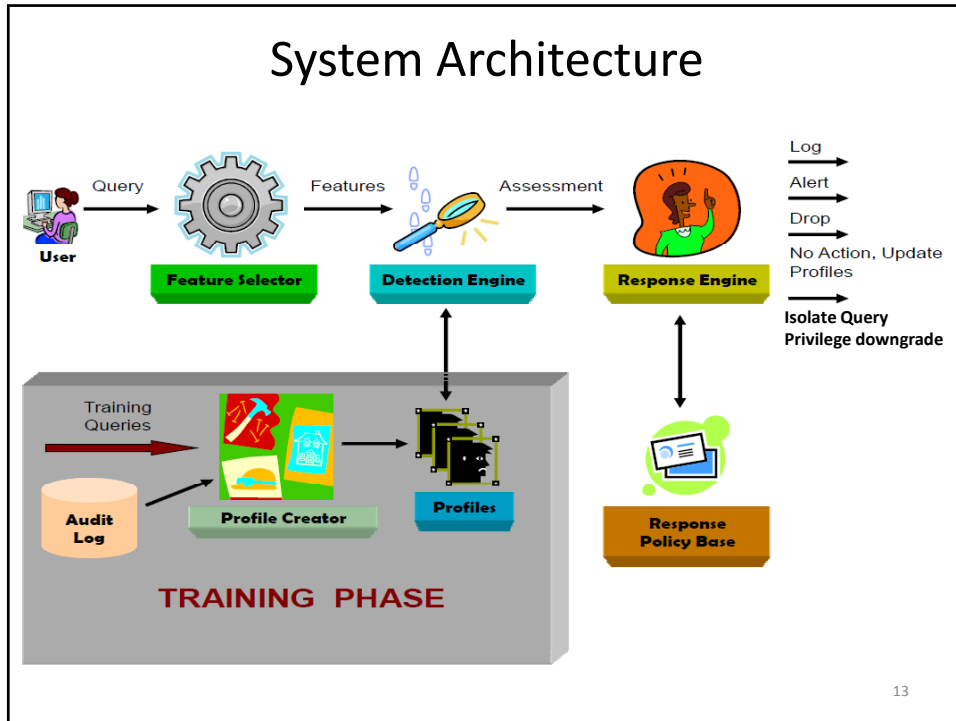 System Architecture
Query
Features
Assessment
Log
Alert
Drop
No Action, Update
Profiles
Isolate Query
Privilege downgrade
User
Feature Selector
Detection Engine
Response Engine
Training
Queries
Audit
Log
Profile Creator
Profiles
Response
Policy Base
TRAINING PHASE
13